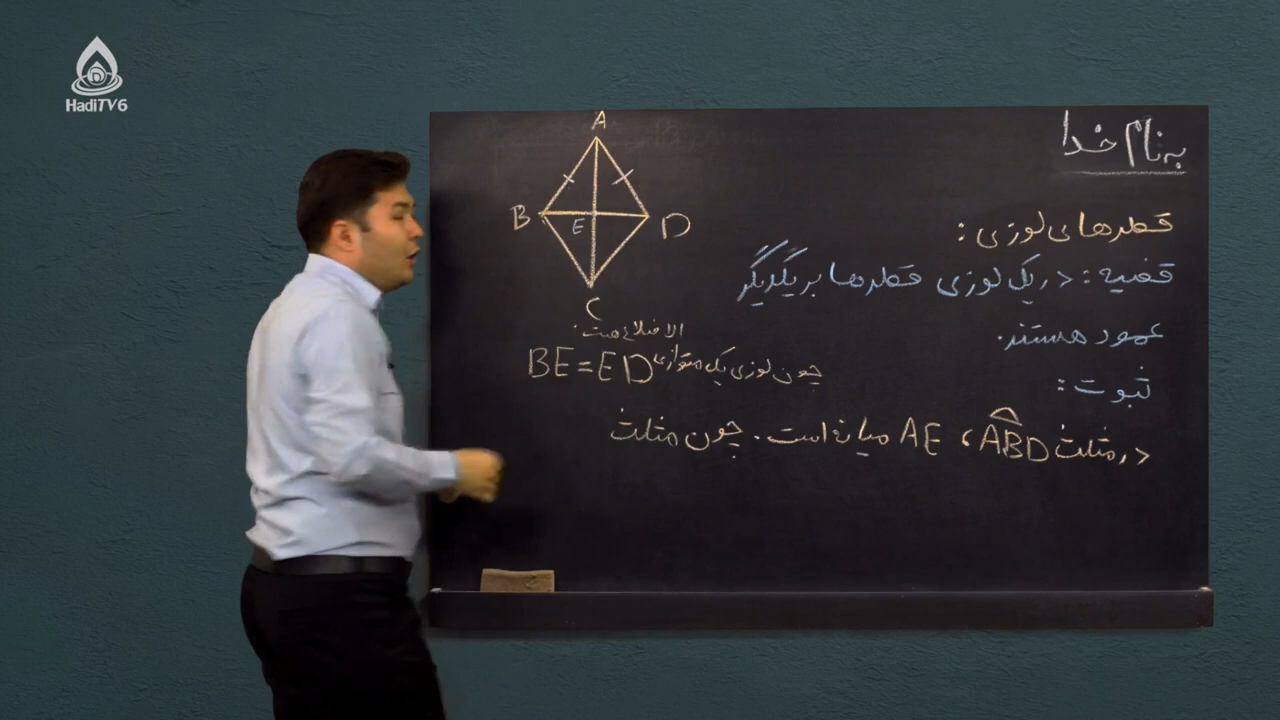 HadiTV6
به نام خدا
قطرهای لوزی:
قضیه: در یک لوزی قطرها بر یکدیگر
عمود هستند.
ثبوت:
در مثلث ABD، AE میانه است. چون مثلث
A
B
E
D
C
BE=ED چون لوزی یک متوازی
الاضلاع هست.